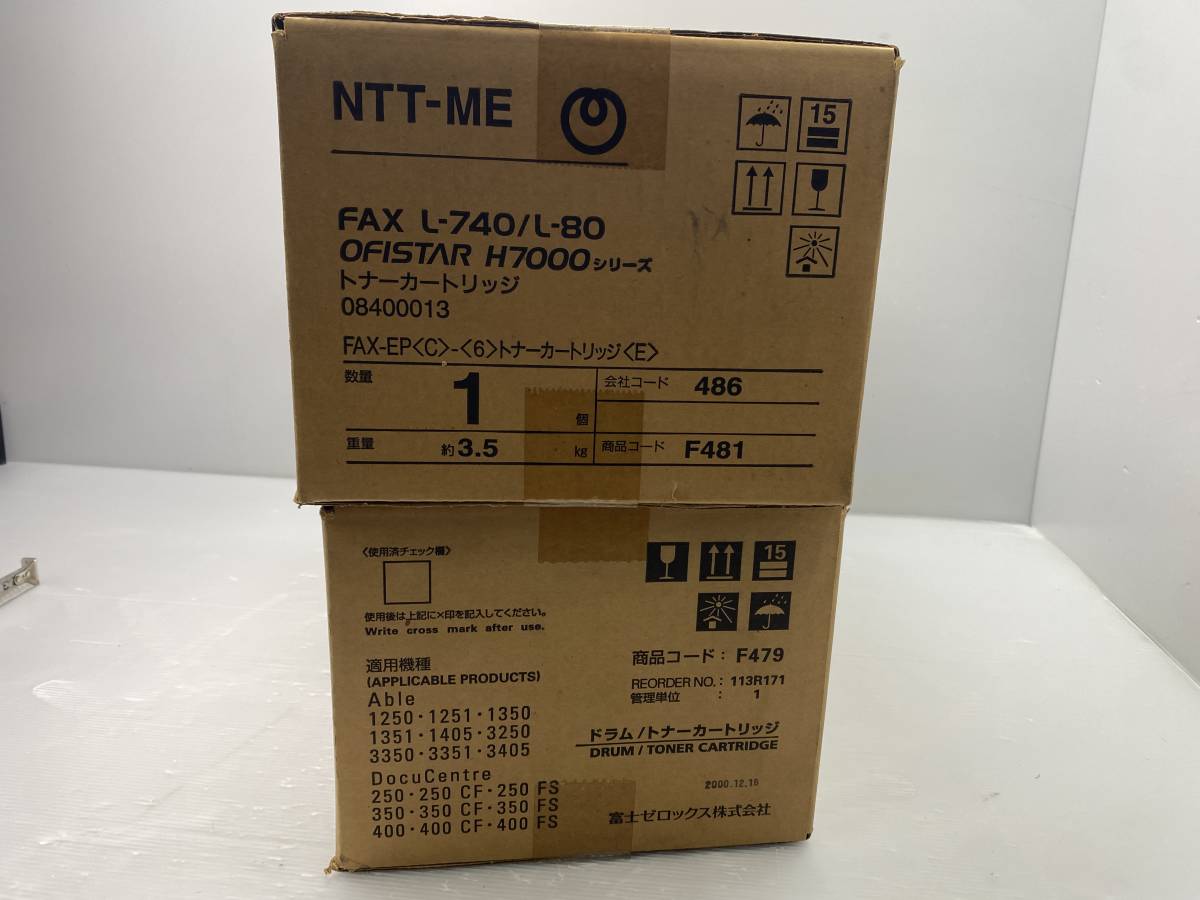 NTT-ME
15
FAX L-740/L-80
OFISTAR H7000シリーズ
トナーカートリッジ
08400013
FAX-EP<C>-<6>トナーカートリッジ<E>
数量 1 個 会社コード 486
重量 約3.5 kg 商品コード F481
〈使用済チェック欄〉
15
使用後は上記に×印を記入してください。
Write cross mark after use.
商品コード: F479
適用機種
(APPLICABLE PRODUCTS)
REORDER NO.: 113R171
管理単位 : 1
Able
1250・1251・1350
1351・1405・3250
3350・3351・3405
ドラム/トナーカートリッジ
DRUM/TONER CARTRIDGE
DocuCentre
250・250 CF・250 FS
350・350 CF・350 FS
400・400 CF・400 FS
2000.12.16
富士ゼロックス株式会社